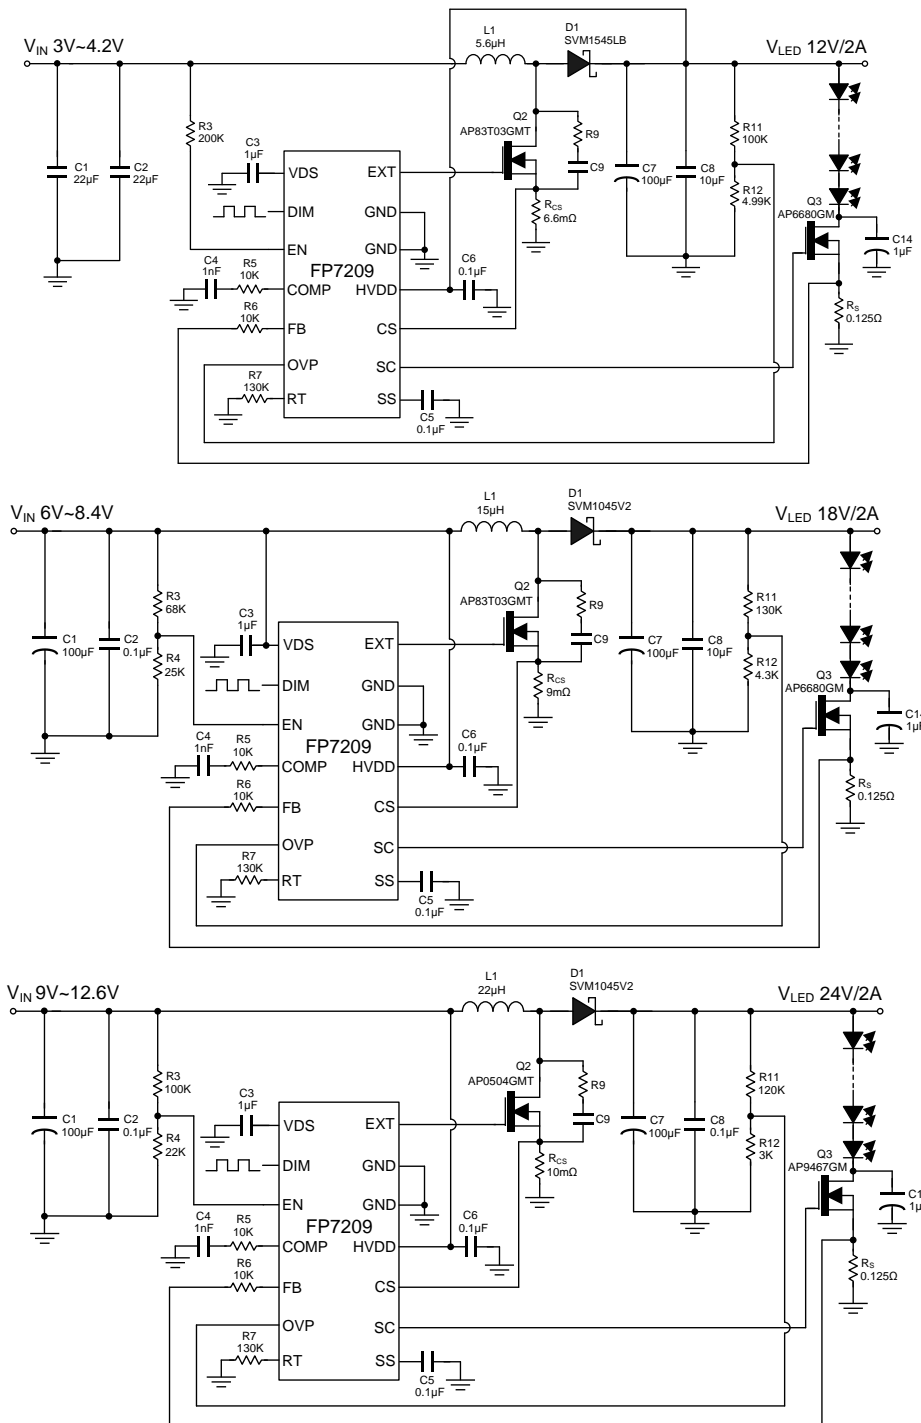 L1
5.6µH
D1
SVM1545LB
VIN 3V~4.2V
VLED 12V/2A
C1
22µF
C2
22µF
R3
200K
C3
1µF
VDS
EXT
DIM
GND
EN
GND
FP7209
C4
1nF
R5
10K
COMP
HVDD
C6
0.1µF
R6
10K
FB
CS
OVP
SC
R7
130K
RT
SS
C5
0.1µF
Q2
AP83T03GMT
R9
C9
RCS
6.6mΩ
C7
100µF
C8
10µF
R11
100K
R12
4.99K
Q3
AP6680GM
C14
1µF
RS
0.125Ω
L1
15µH
D1
SVM1045V2
VIN 6V~8.4V
VLED 18V/2A
C1
100µF
C2
0.1µF
R3
68K
R4
25K
C3
1µF
VDS
EXT
DIM
GND
EN
GND
FP7209
C4
1nF
R5
10K
COMP
HVDD
C6
0.1µF
R6
10K
FB
CS
OVP
SC
R7
130K
RT
SS
C5
0.1µF
Q2
AP83T03GMT
R9
C9
RCS
9mΩ
C7
100µF
C8
10µF
R11
130K
R12
4.3K
Q3
AP6680GM
C14
1µF
RS
0.125Ω
L1
22µH
D1
SVM1045V2
VIN 9V~12.6V
VLED 24V/2A
C1
100µF
C2
0.1µF
R3
100K
R4
22K
C3
1µF
VDS
EXT
DIM
GND
EN
GND
FP7209
C4
1nF
R5
10K
COMP
HVDD
C6
0.1µF
R6
10K
FB
CS
OVP
SC
R7
130K
RT
SS
C5
0.1µF
Q2
AP0504GMT
R9
C9
RCS
10mΩ
C7
100µF
C8
0.1µF
R11
120K
R12
3K
Q3
AP9467GM
RS
0.125Ω